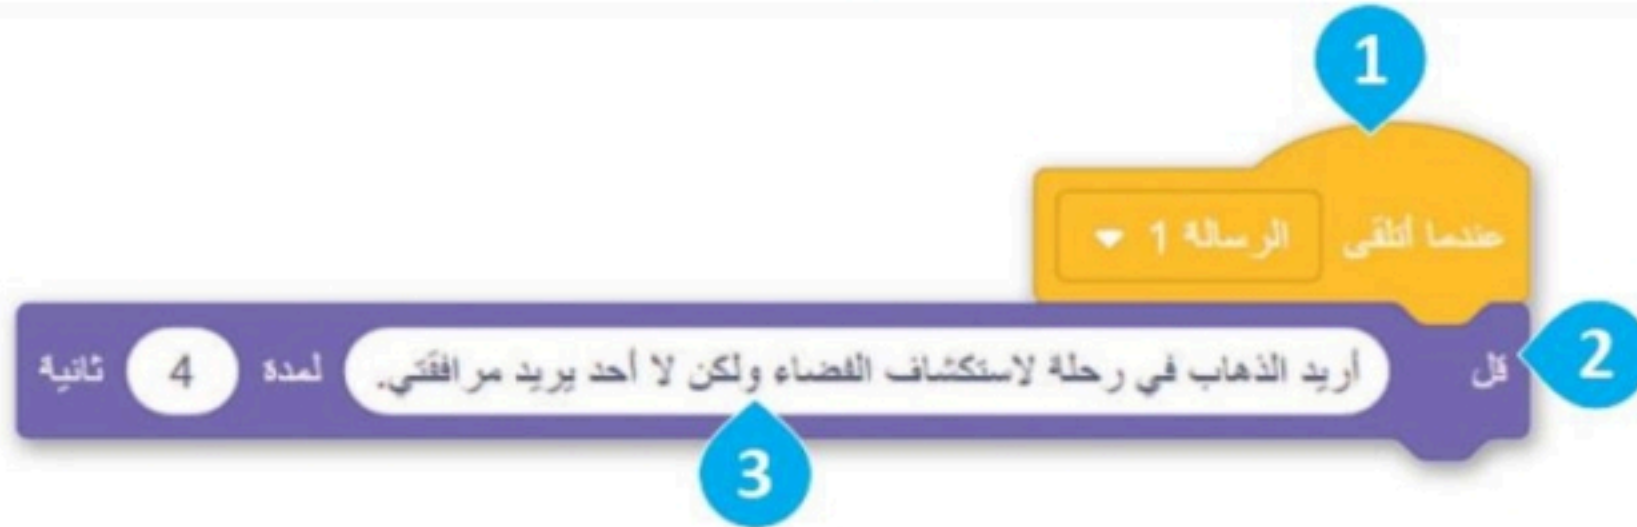 1
عندما أتلقى الرسالة 1
قل أريد الذهاب في رحلة لاستكشاف الفضاء ولكن لا أحد يريد مرافقتي. لمدة 4 ثانية
2
3